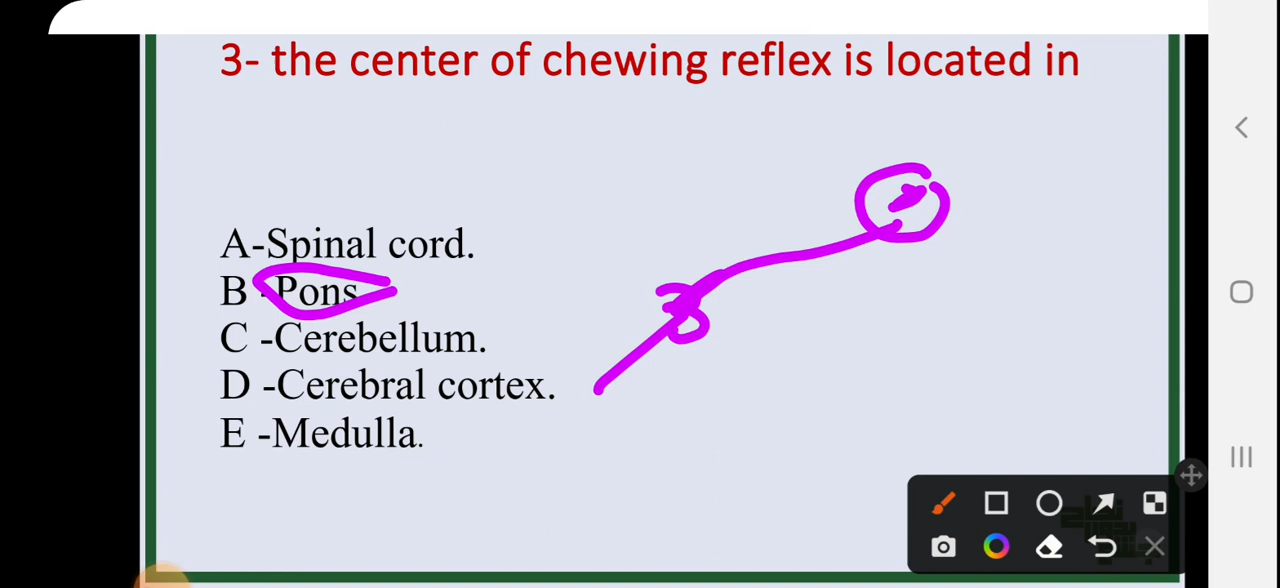 3- the center of chewing reflex is located in
A-Spinal cord.
B -Pons
C -Cerebellum.
D -Cerebral cortex.
E -Medulla.